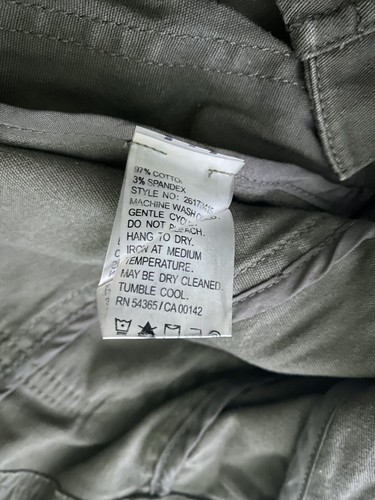 97% COTTON
3% SPANDEX
STYLE NO:
MACHINE WASH
GENTLE CYCLE.
DO NOT BLEACH.
HANG TO DRY.
IRON AT MEDIUM
TEMPERATURE.
MAY BE DRY CLEANED.
TUMBLE COOL.
RN 54365 / CA 00142